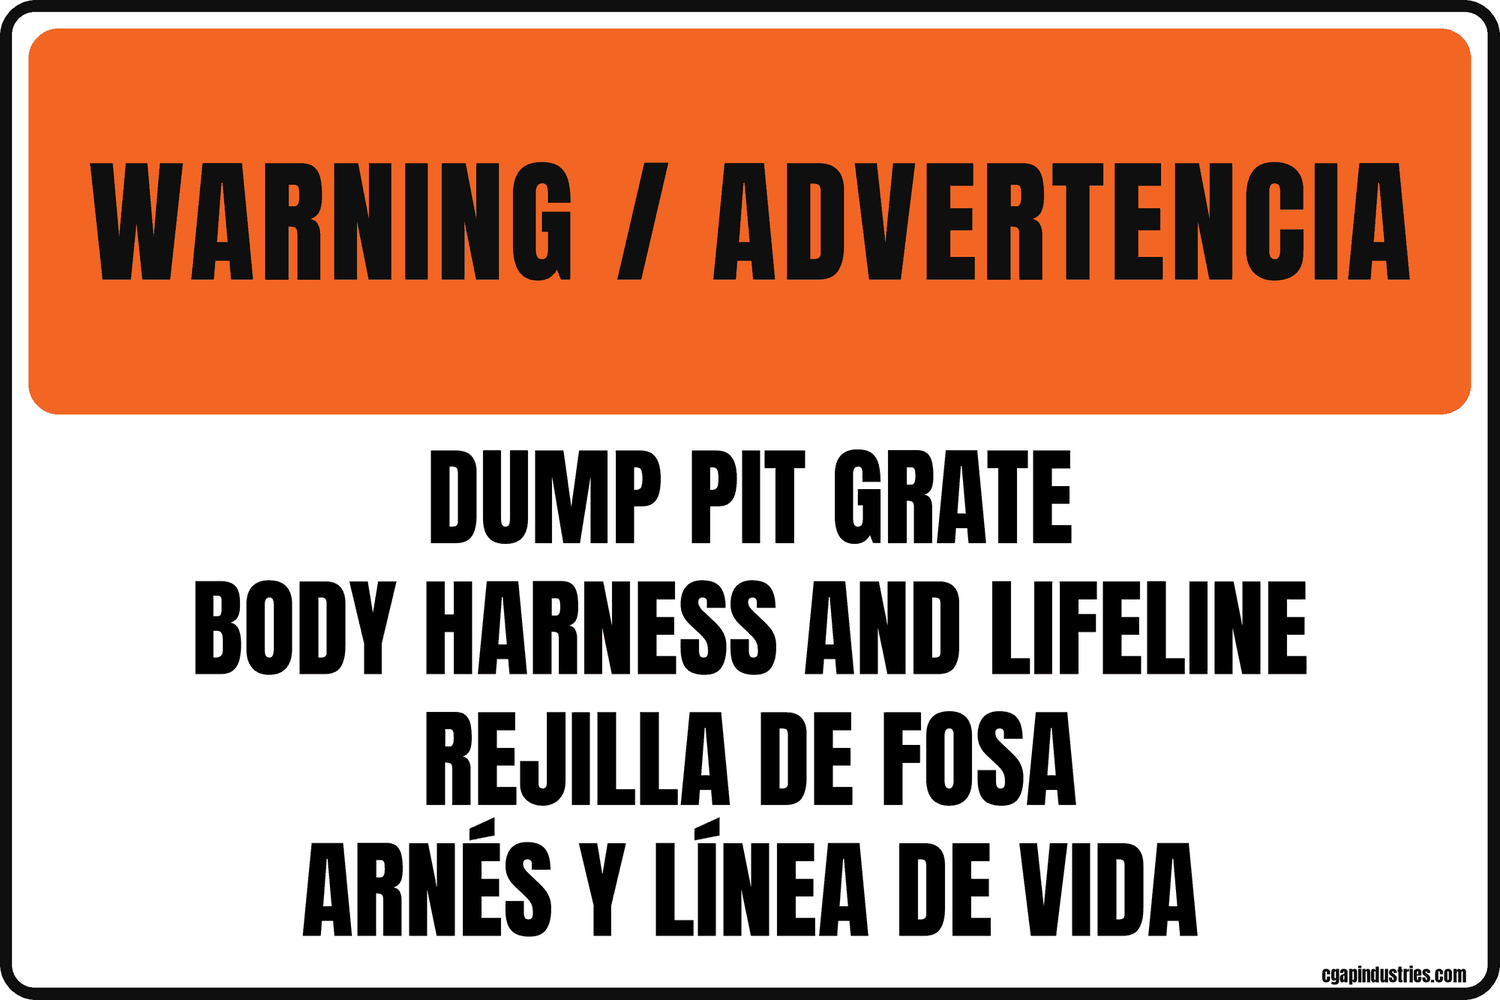 WARNING / ADVERTENCIA
DUMP PIT GRATE
BODY HARNESS AND LIFELINE
REJILLA DE FOSA
ARNÉS Y LÍNEA DE VIDA
cgapindustries.com